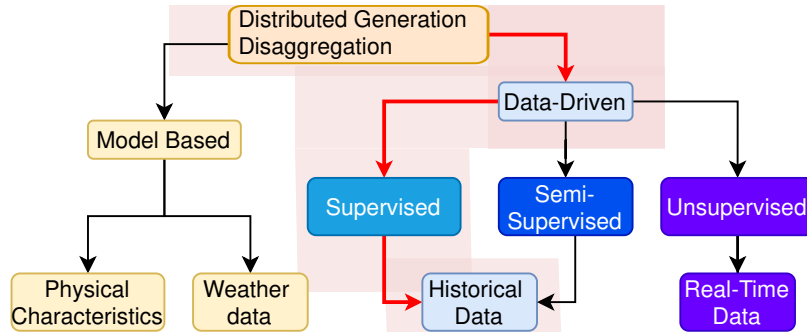 Distributed Generation
Disaggregation
Data-Driven
Model Based
Supervised
Semi-
Supervised
Unsupervised
Physical
Characteristics
Weather
data
Historical
Data
Real-Time
Data